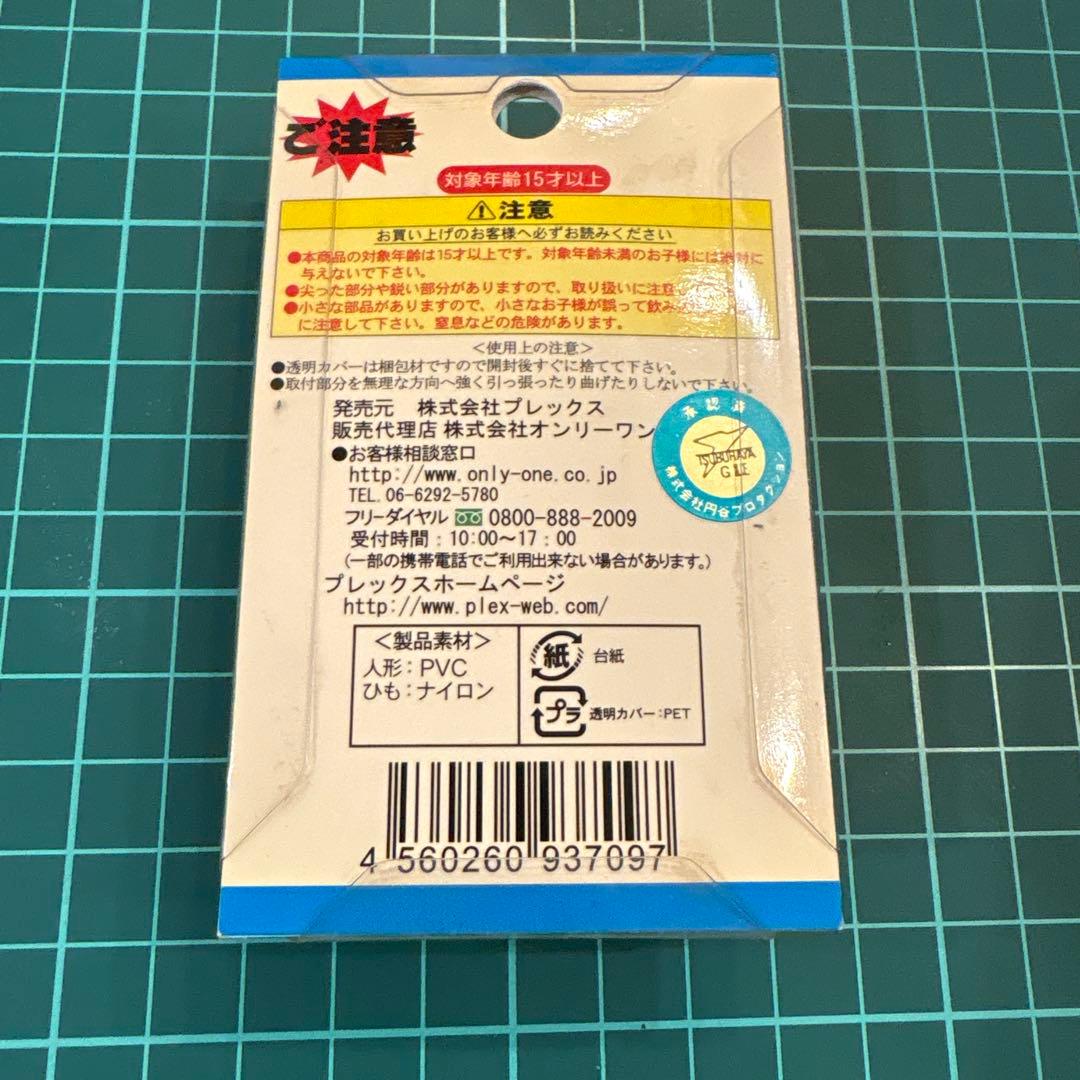 ご注意
対象年齢15才以上
⚠注意
お買い上げのお客様へ必ずお読みください
●本商品の対象年齢は15才以上です。対象年齢未満のお子様には絶対に
与えないで下さい。
●尖った部分や鋭い部分がありますので、取り扱いに注意
●小さな部品がありますので、小さなお子様が誤って飲み
に注意して下さい。窒息などの危険があります。
＜使用上の注意＞
●透明カバーは梱包材ですので開封後すぐに捨てて下さい。
●取付部分を無理な方向へ強く引っ張ったり曲げたりしないで下さい。
発売元 株式会社プレックス
販売代理店 株式会社オンリーワン
承認済
TSUBURAYA
株式会社円谷プロダクション
●お客様相談窓口
http://www.only-one.co.jp
TEL.06-6292-5780
フリーダイヤル 0800-888-2009
受付時間：10:00～17:00
(一部の携帯電話でご利用出来ない場合があります。)
プレックスホームページ
http://www.plex-web.com/
＜製品素材＞
人形：PVC
ひも：ナイロン
紙 台紙
プラ 透明カバー：PET
4 560260 937097